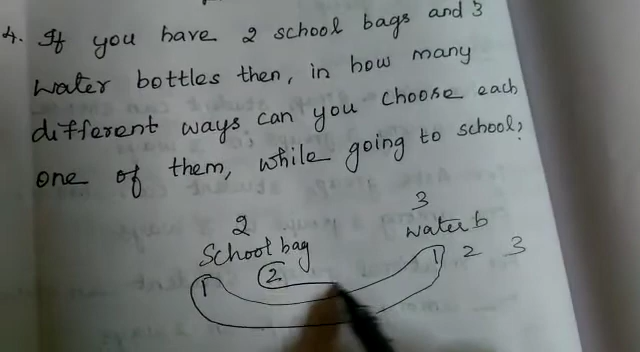 4. If you have 2 school bags and 3
water bottles then, in how many
different ways can you choose each
one of them, while going to school?
2 3
School bag water b
1 2 1 2 3